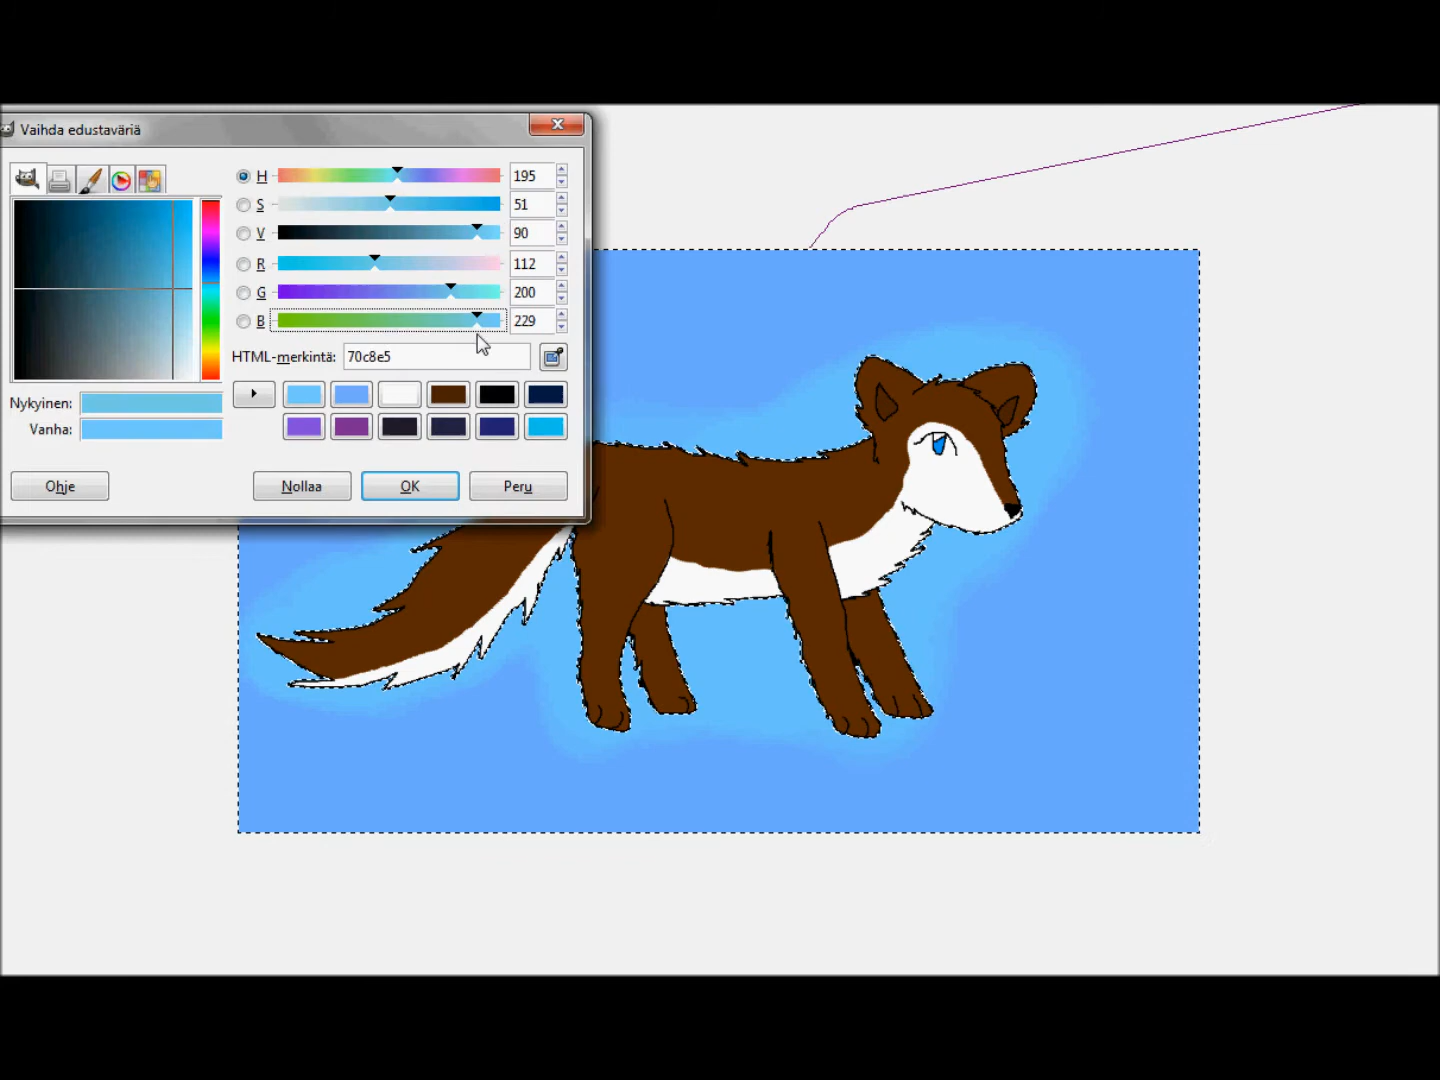 Vaihda edustaväriä
H 195
S 51
V 90
R 112
G 200
B 229
HTML-merkintä: 70c8e5
Nykyinen:
Vanha:
Ohje Nollaa OK Peru